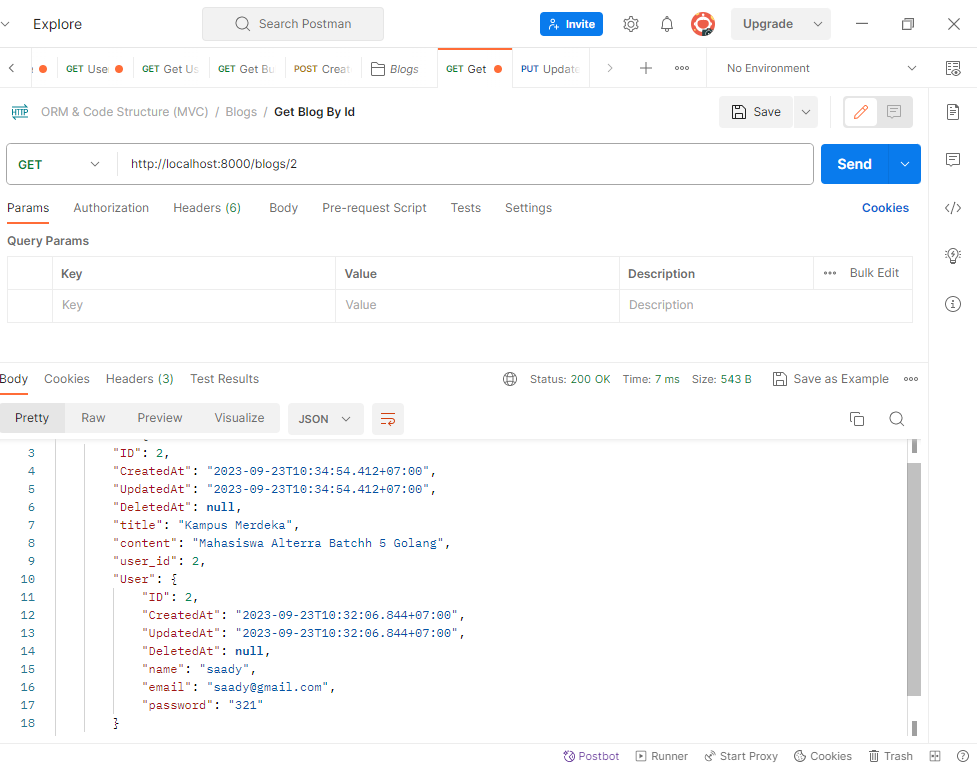 Explore
Search Postman
Invite
Upgrade
GET Use
GET Get Us
GET Get Bu
POST Creat
Blogs
GET Get
PUT Update
No Environment
HTTP
ORM & Code Structure (MVC) / Blogs / Get Blog By Id
Save
GET
http://localhost:8000/blogs/2
Send
Params Authorization Headers (6) Body Pre-request Script Tests Settings Cookies
Query Params
Key Value Description Bulk Edit
Key Value Description
Body Cookies Headers (3) Test Results
Status: 200 OK Time: 7 ms Size: 543 B Save as Example
Pretty Raw Preview Visualize JSON
3 "ID": 2,
4 "CreatedAt": "2023-09-23T10:34:54.412+07:00",
5 "UpdatedAt": "2023-09-23T10:34:54.412+07:00",
6 "DeletedAt": null,
7 "title": "Kampus Merdeka",
8 "content": "Mahasiswa Alterra Batchh 5 Golang",
9 "user_id": 2,
10 "User": {
11 "ID": 2,
12 "CreatedAt": "2023-09-23T10:32:06.844+07:00",
13 "UpdatedAt": "2023-09-23T10:32:06.844+07:00",
14 "DeletedAt": null,
15 "name": "saady",
16 "email": "saady@gmail.com",
17 "password": "321"
18 }
Postbot Runner Start Proxy Cookies Trash